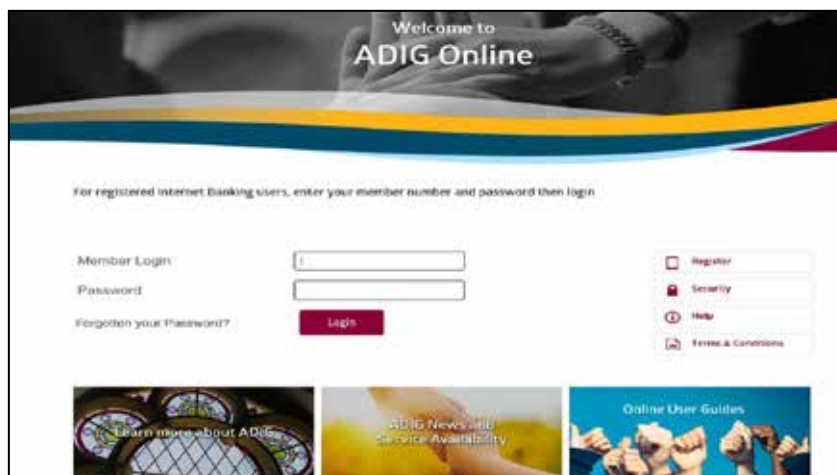 Welcome to
ADIG Online
For registered Internet Banking users, enter your member number and password then login
Member Login
Password
Forgotten your Password?
Login
Register
Security
Help
Terms & Conditions
Learn more about ADIG
ADIG News and
Service Availability
Online User Guides